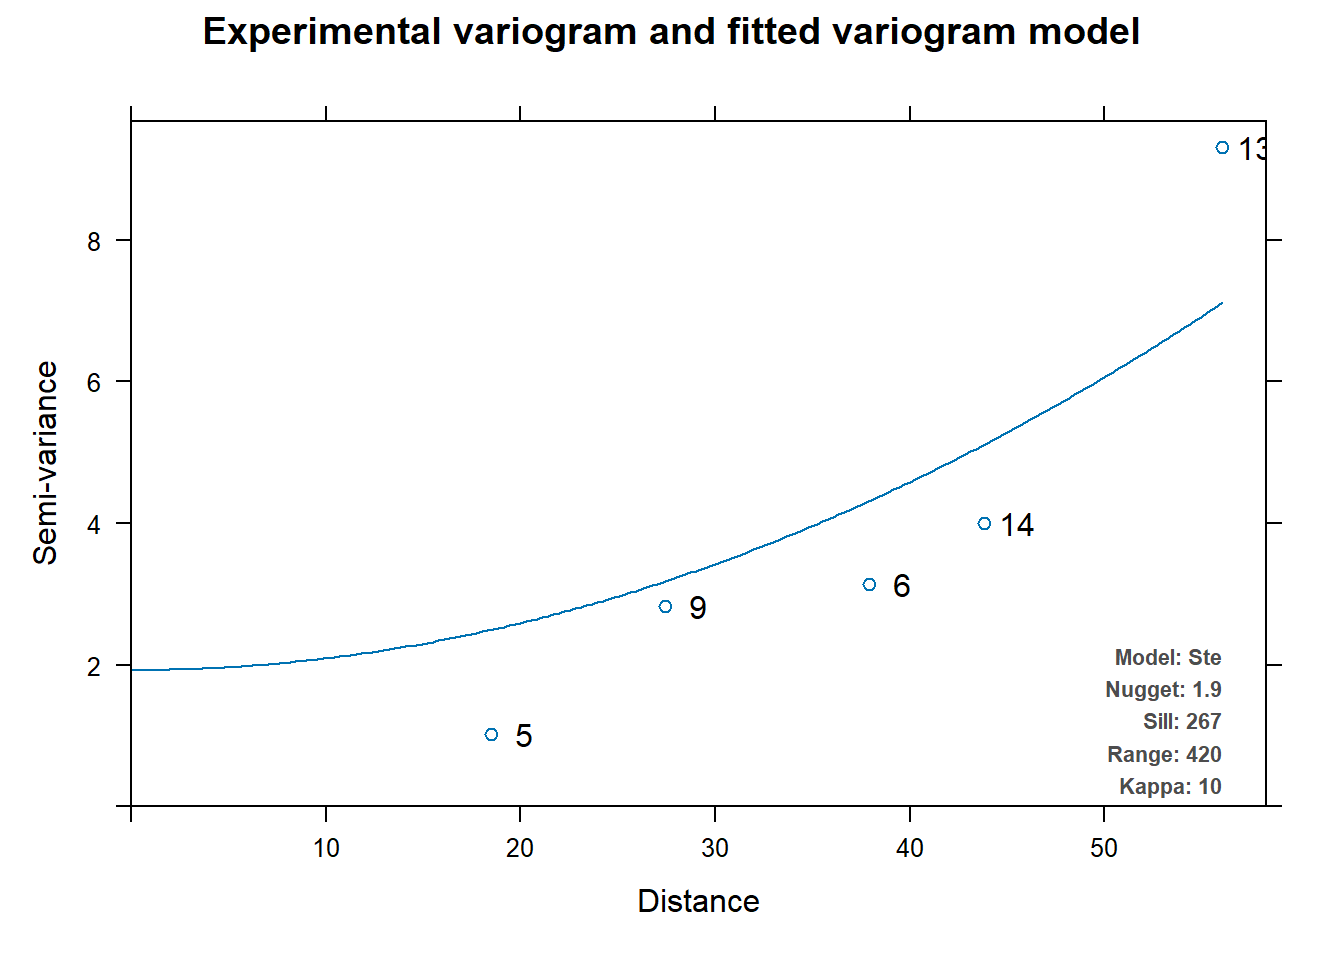 Experimental variogram and fitted variogram model
13
8
6
Semi-variance
4
14
9
6
2
5
Model: Ste
Nugget: 1.9
Sill: 267
Range: 420
Kappa: 10
10 20 30 40 50
Distance